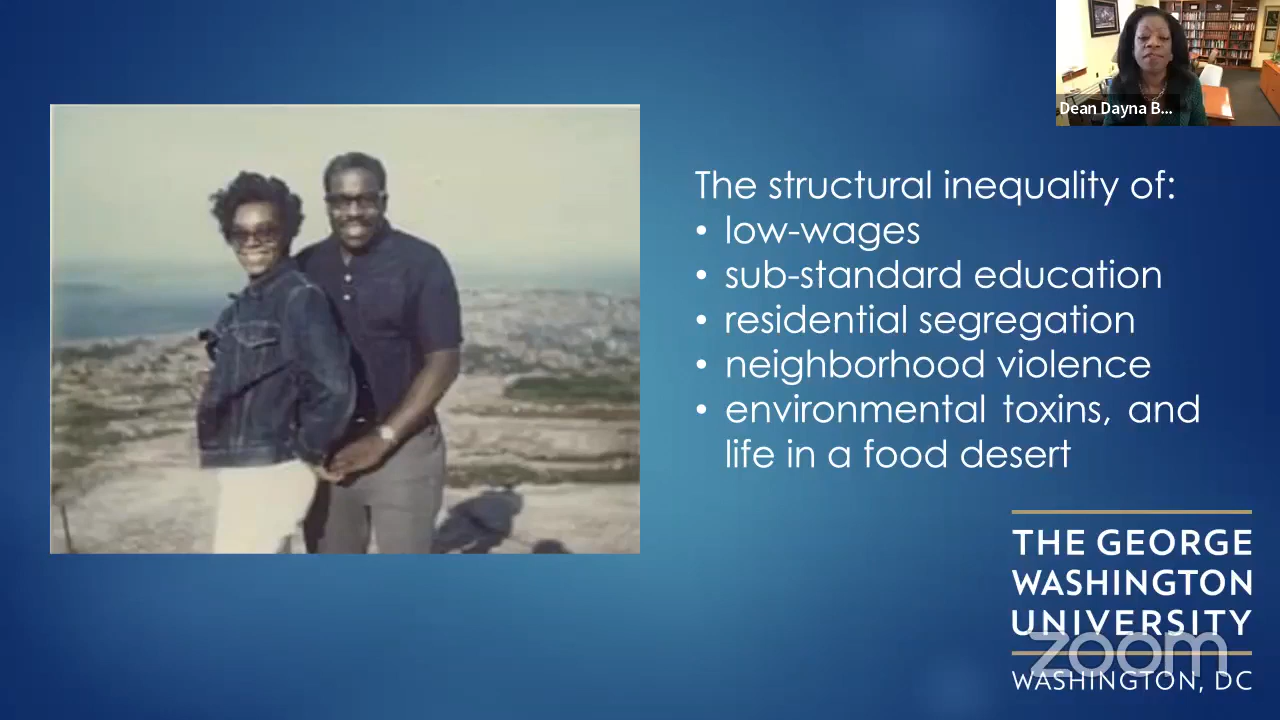 Dean Dayna B...
The structural inequality of:
• low-wages
• sub-standard education
• residential segregation
• neighborhood violence
• environmental toxins, and
life in a food desert
THE GEORGE
WASHINGTON
UNIVERSITY
zoom
WASHINGTON, DC